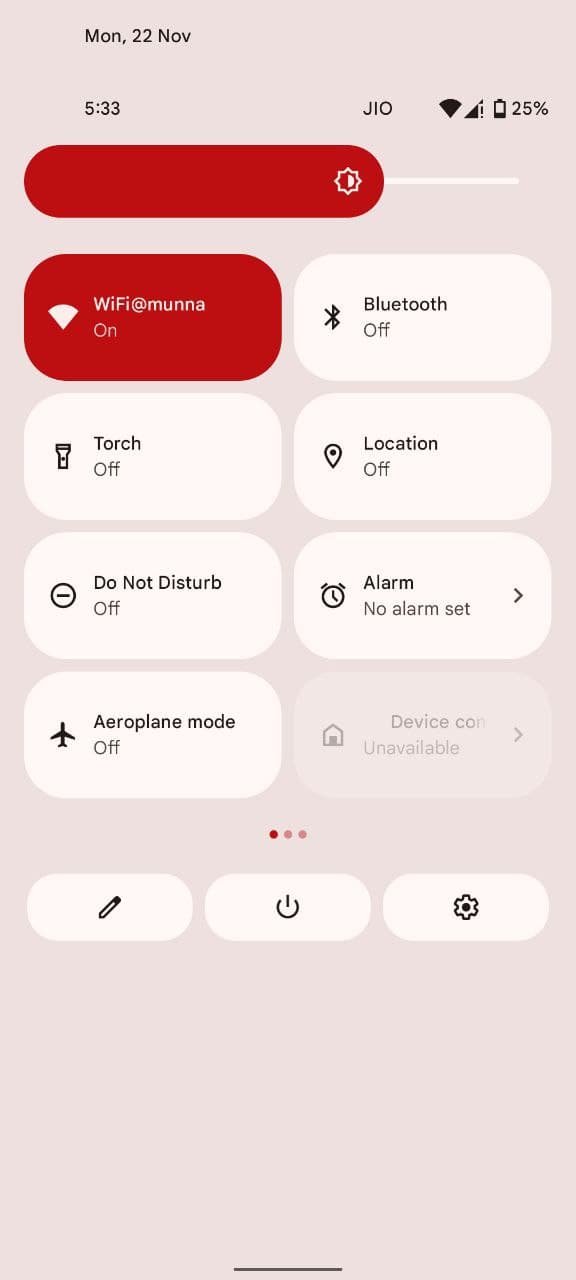 Mon, 22 Nov
5:33 JIO 25%
WiFi@munna
On
Bluetooth
Off
Torch
Off
Location
Off
Do Not Disturb
Off
Alarm
No alarm set
Aeroplane mode
Off
Device con
Unavailable